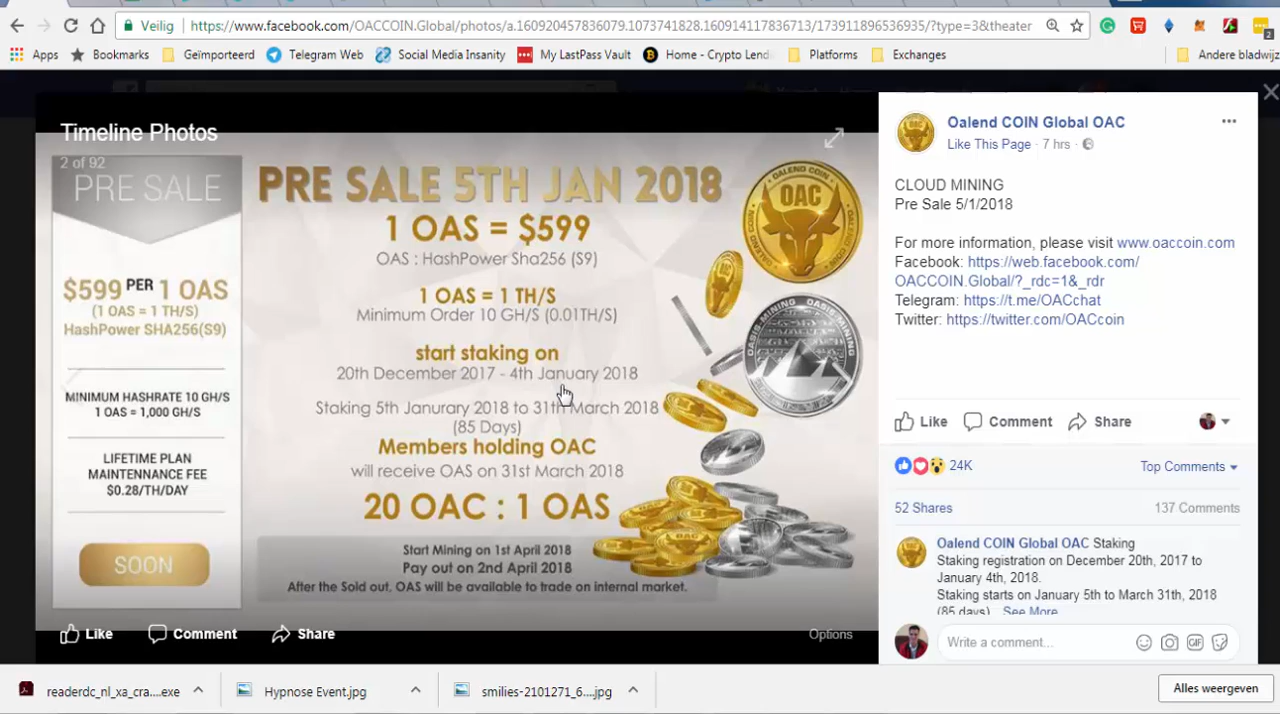 Veilig
https://www.facebook.com/OACCOIN.Global/photos/a.160920457836079.1073741828.160914117836713/173911896536935/?type=3&theater
2
Apps
Bookmarks
Geïmporteerd
Telegram Web
Social Media Insanity
My LastPass Vault
Home - Crypto Lendi
Platforms
Exchanges
Andere bladwijz
Timeline Photos
2 of 92
PRE SALE
$599 PER 1 OAS
(1 OAS = 1 TH/S)
HashPower SHA256(S9)
MINIMUM HASHRATE 10 GH/S
1 OAS = 1,000 GH/S
LIFETIME PLAN
MAINTENNANCE FEE
$0.28/TH/DAY
SOON
PRE SALE 5TH JAN 2018
1 OAS = $599
OAS : HashPower Sha256 (S9)
1 OAS = 1 TH/S
Minimum Order 10 GH/S (0.01TH/S)
start staking on
20th December 2017 - 4th January 2018
Staking 5th Janurary 2018 to 31th March 2018
(85 Days)
Members holding OAC
will receive OAS on 31st March 2018
20 OAC : 1 OAS
Start Mining on 1st April 2018
Pay out on 2nd April 2018
After the Sold out, OAS will be available to trade on internal market.
OALEND COIN
OAC
OALEND COIN
OASIS-MINING
OASIS-MINING
OAC
Like
Comment
Share
Options
OAC
Oalend COIN Global OAC
Like This Page · 7 hrs ·
CLOUD MINING
Pre Sale 5/1/2018
For more information, please visit www.oaccoin.com
Facebook: https://web.facebook.com/
OACCOIN.Global/?_rdc=1&_rdr
Telegram: https://t.me/OACchat
Twitter: https://twitter.com/OACcoin
Like
Comment
Share
24K
Top Comments
52 Shares
137 Comments
Oalend COIN Global OAC Staking
Staking registration on December 20th, 2017 to
January 4th, 2018.
Staking starts on January 5th to March 31th, 2018
(85 days) See More
Write a comment...
GIF
readerdc_nl_xa_cra....exe
Hypnose Event.jpg
smilies-2101271_6....jpg
Alles weergeven